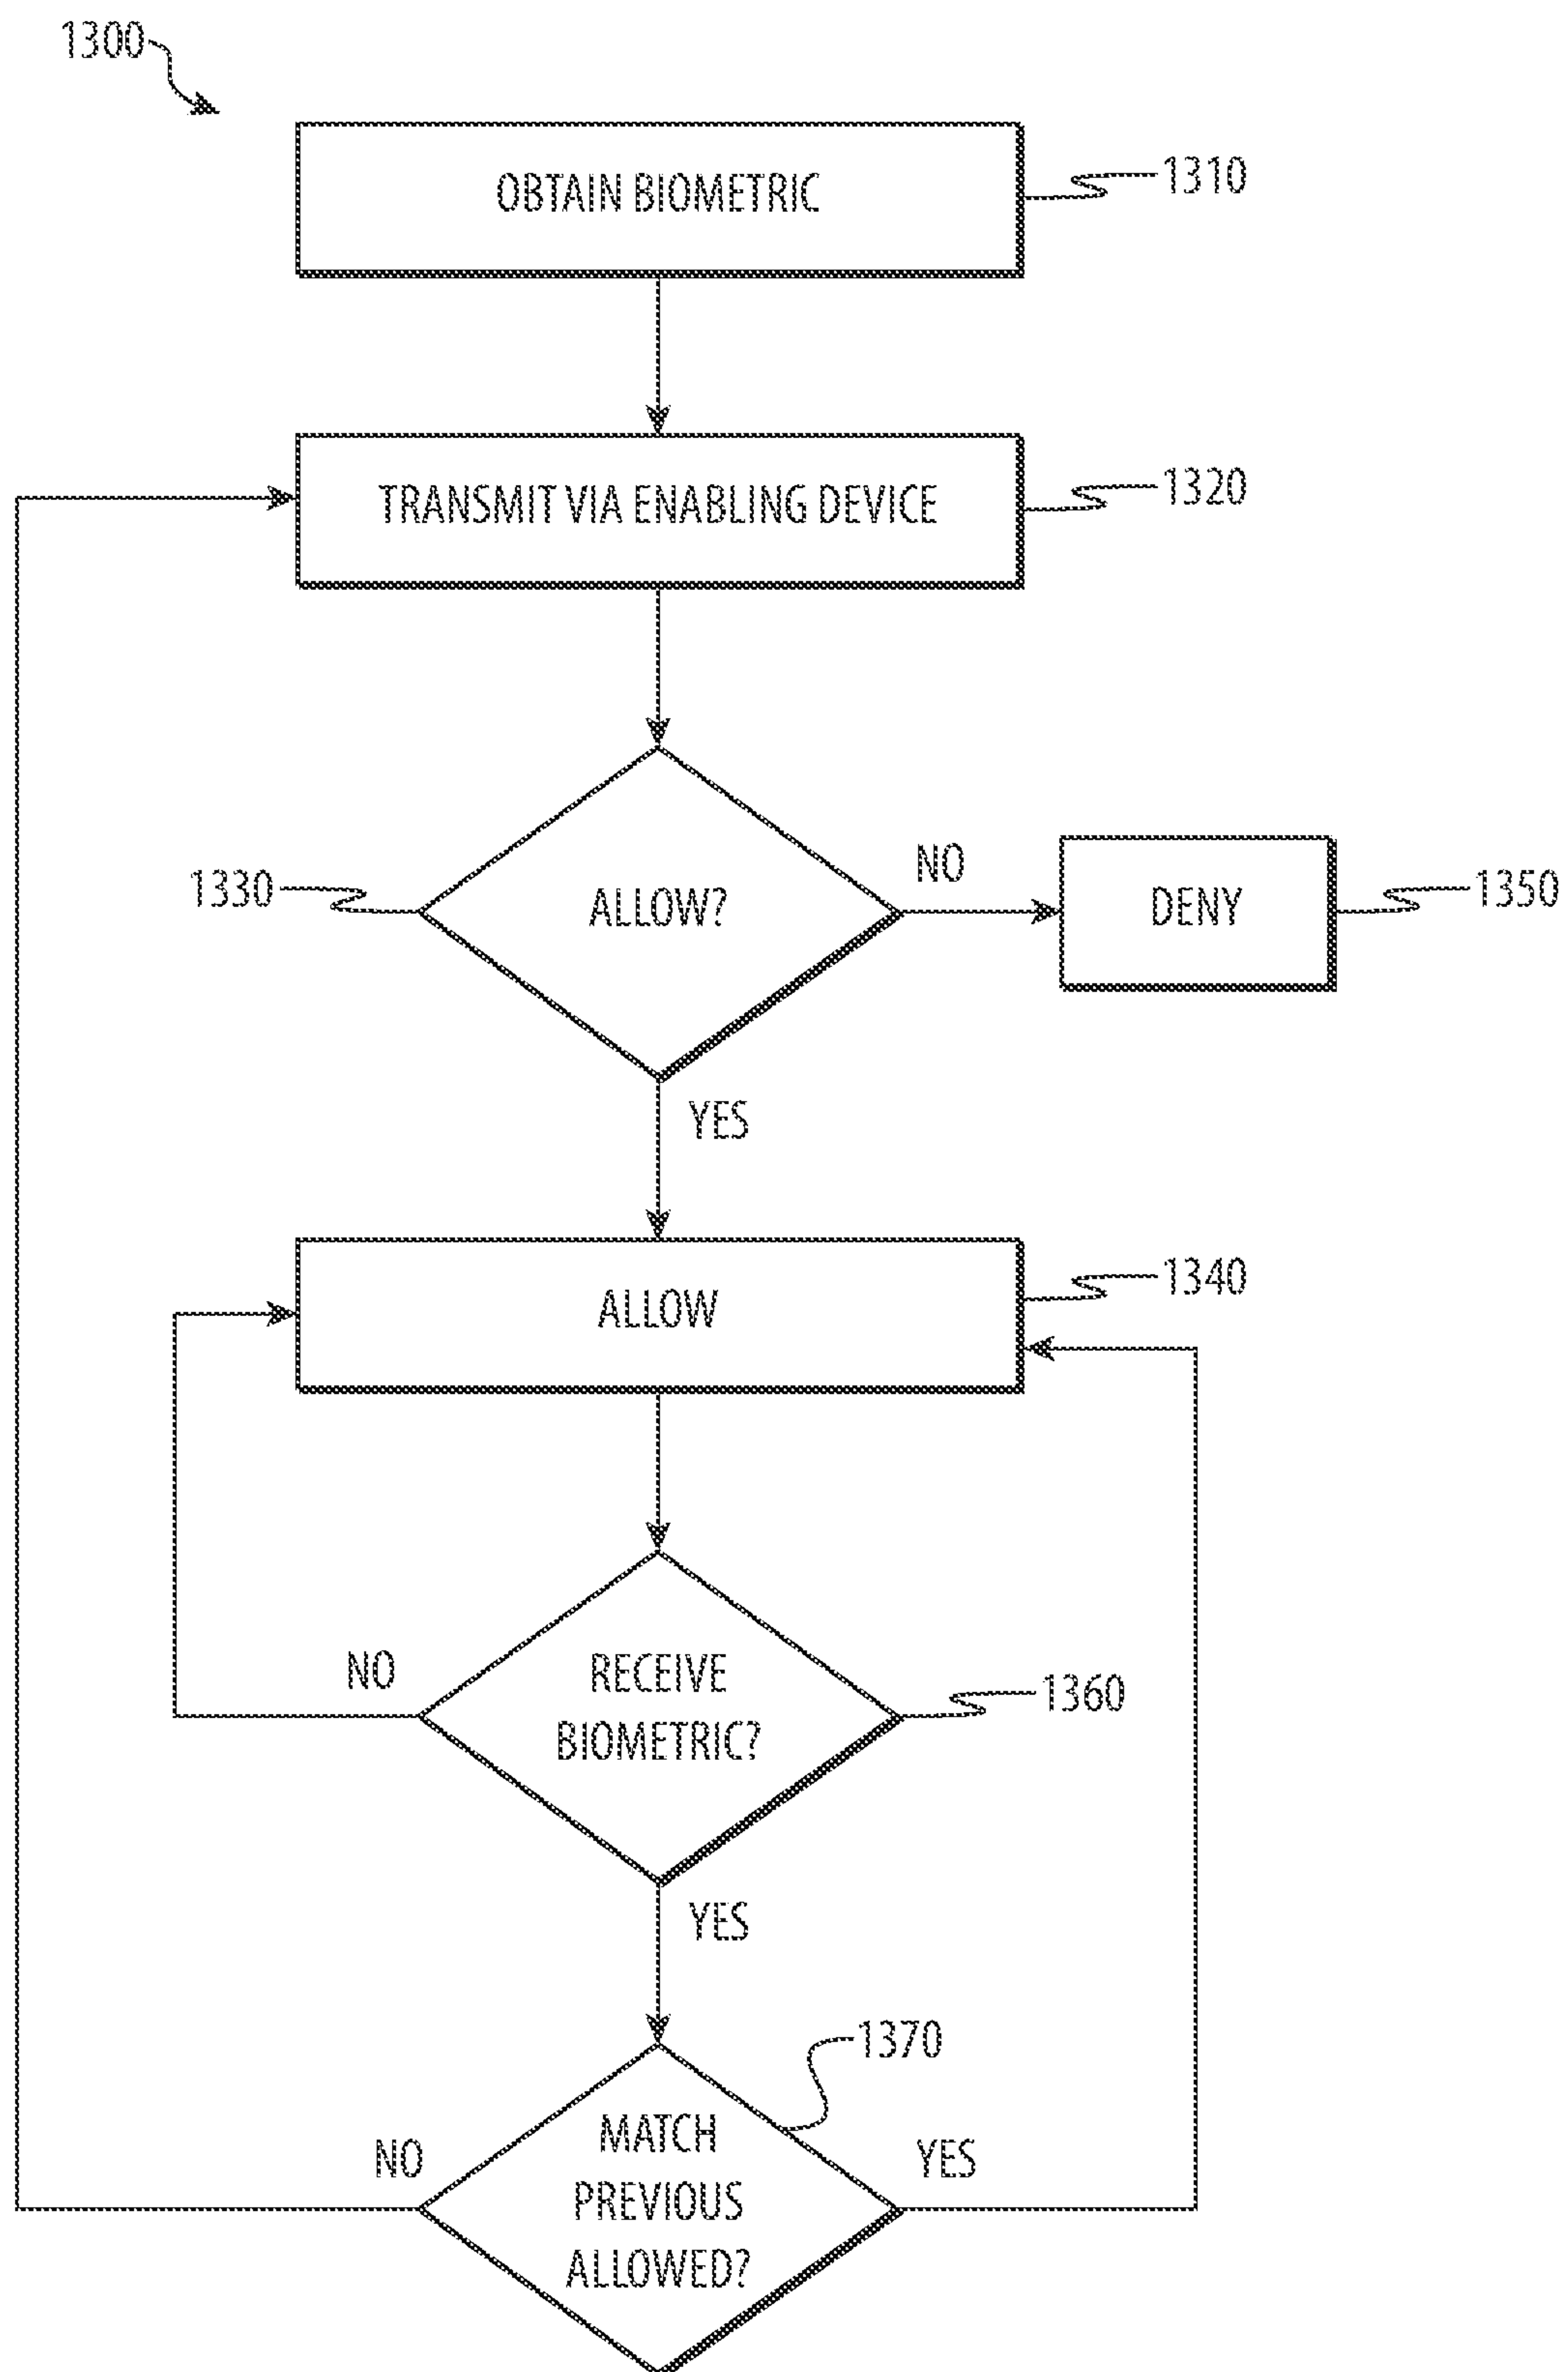 1300
OBTAIN BIOMETRIC
1310
TRANSMIT VIA ENABLING DEVICE
1320
1330
ALLOW?
NO
DENY
1350
YES
ALLOW
1340
NO
RECEIVE
BIOMETRIC?
1360
YES
1370
NO
MATCH
PREVIOUS
ALLOWED?
YES